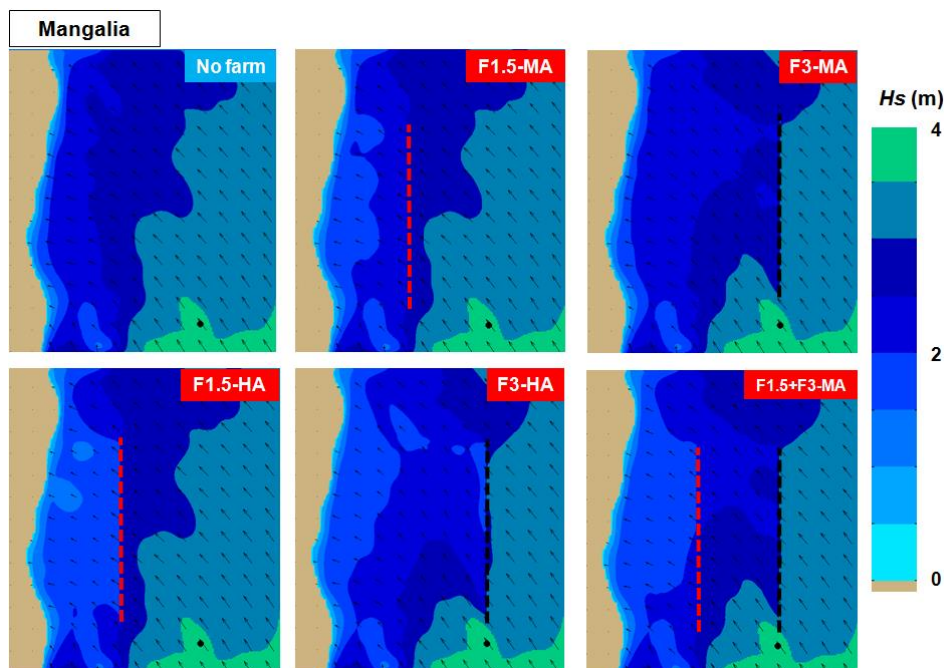 Mangalia
No farm
F1.5-MA
F3-MA
Hs (m)
4
2
0
F1.5-HA
F3-HA
F1.5+F3-MA